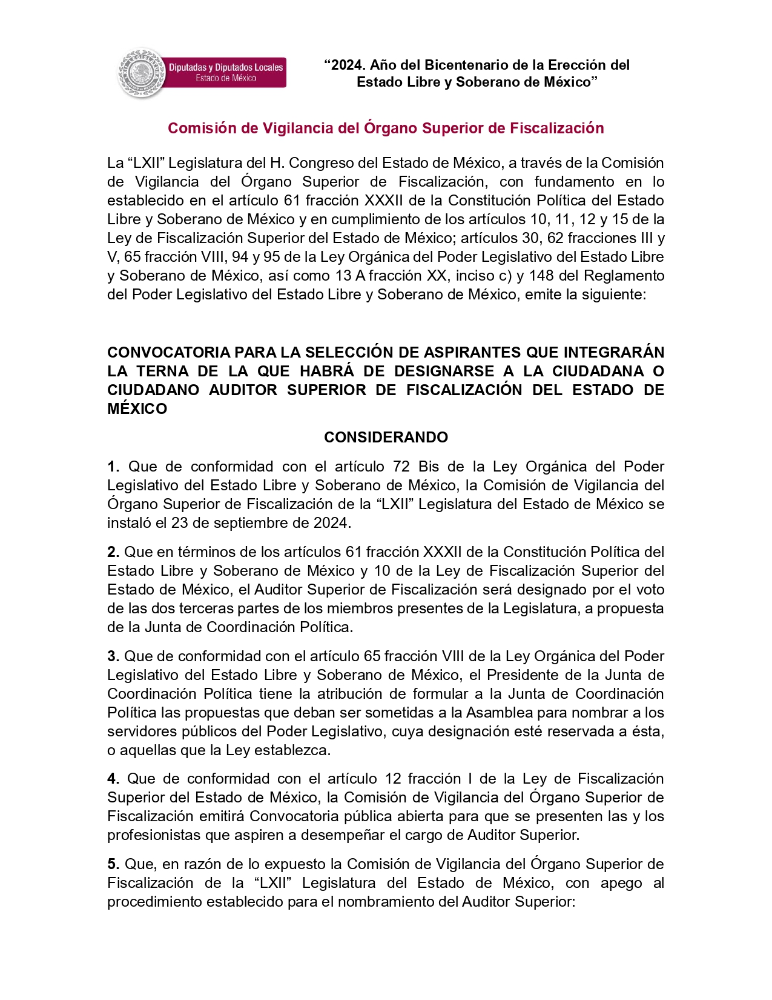 Diputadas y Diputados Locales
Estado de México
“2024. Año del Bicentenario de la Erección del
Estado Libre y Soberano de México”
Comisión de Vigilancia del Órgano Superior de Fiscalización
La “LXII” Legislatura del H. Congreso del Estado de México, a través de la Comisión
de Vigilancia del Órgano Superior de Fiscalización, con fundamento en lo
establecido en el artículo 61 fracción XXXII de la Constitución Política del Estado
Libre y Soberano de México y en cumplimiento de los artículos 10, 11, 12 y 15 de la
Ley de Fiscalización Superior del Estado de México; artículos 30, 62 fracciones III y
V, 65 fracción VIII, 94 y 95 de la Ley Orgánica del Poder Legislativo del Estado Libre
y Soberano de México, así como 13 A fracción XX, inciso c) y 148 del Reglamento
del Poder Legislativo del Estado Libre y Soberano de México, emite la siguiente:
CONVOCATORIA PARA LA SELECCIÓN DE ASPIRANTES QUE INTEGRARÁN
LA TERNA DE LA QUE HABRÁ DE DESIGNARSE A LA CIUDADANA O
CIUDADANO AUDITOR SUPERIOR DE FISCALIZACIÓN DEL ESTADO DE
MÉXICO
CONSIDERANDO
1. Que de conformidad con el artículo 72 Bis de la Ley Orgánica del Poder
Legislativo del Estado Libre y Soberano de México, la Comisión de Vigilancia del
Órgano Superior de Fiscalización de la “LXII” Legislatura del Estado de México se
instaló el 23 de septiembre de 2024.
2. Que en términos de los artículos 61 fracción XXXII de la Constitución Política del
Estado Libre y Soberano de México y 10 de la Ley de Fiscalización Superior del
Estado de México, el Auditor Superior de Fiscalización será designado por el voto
de las dos terceras partes de los miembros presentes de la Legislatura, a propuesta
de la Junta de Coordinación Política.
3. Que de conformidad con el artículo 65 fracción VIII de la Ley Orgánica del Poder
Legislativo del Estado Libre y Soberano de México, el Presidente de la Junta de
Coordinación Política tiene la atribución de formular a la Junta de Coordinación
Política las propuestas que deban ser sometidas a la Asamblea para nombrar a los
servidores públicos del Poder Legislativo, cuya designación esté reservada a ésta,
o aquellas que la Ley establezca.
4. Que de conformidad con el artículo 12 fracción I de la Ley de Fiscalización
Superior del Estado de México, la Comisión de Vigilancia del Órgano Superior de
Fiscalización emitirá Convocatoria pública abierta para que se presenten las y los
profesionistas que aspiren a desempeñar el cargo de Auditor Superior.
5. Que, en razón de lo expuesto la Comisión de Vigilancia del Órgano Superior de
Fiscalización de la “LXII” Legislatura del Estado de México, con apego al
procedimiento establecido para el nombramiento del Auditor Superior: